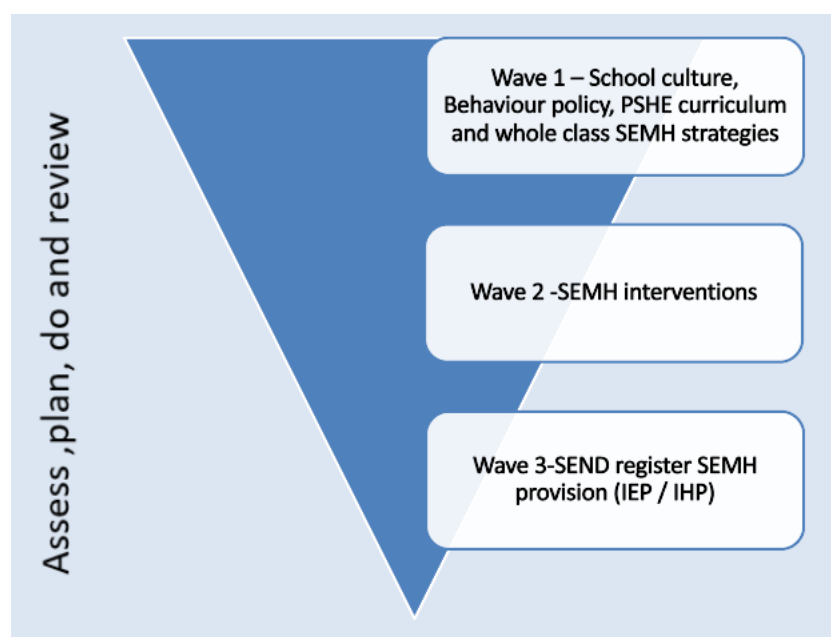 Assess ,plan, do and review
Wave 1 – School culture,
Behaviour policy, PSHE curriculum
and whole class SEMH strategies
Wave 2 -SEMH interventions
Wave 3-SEND register SEMH
provision (IEP / IHP)